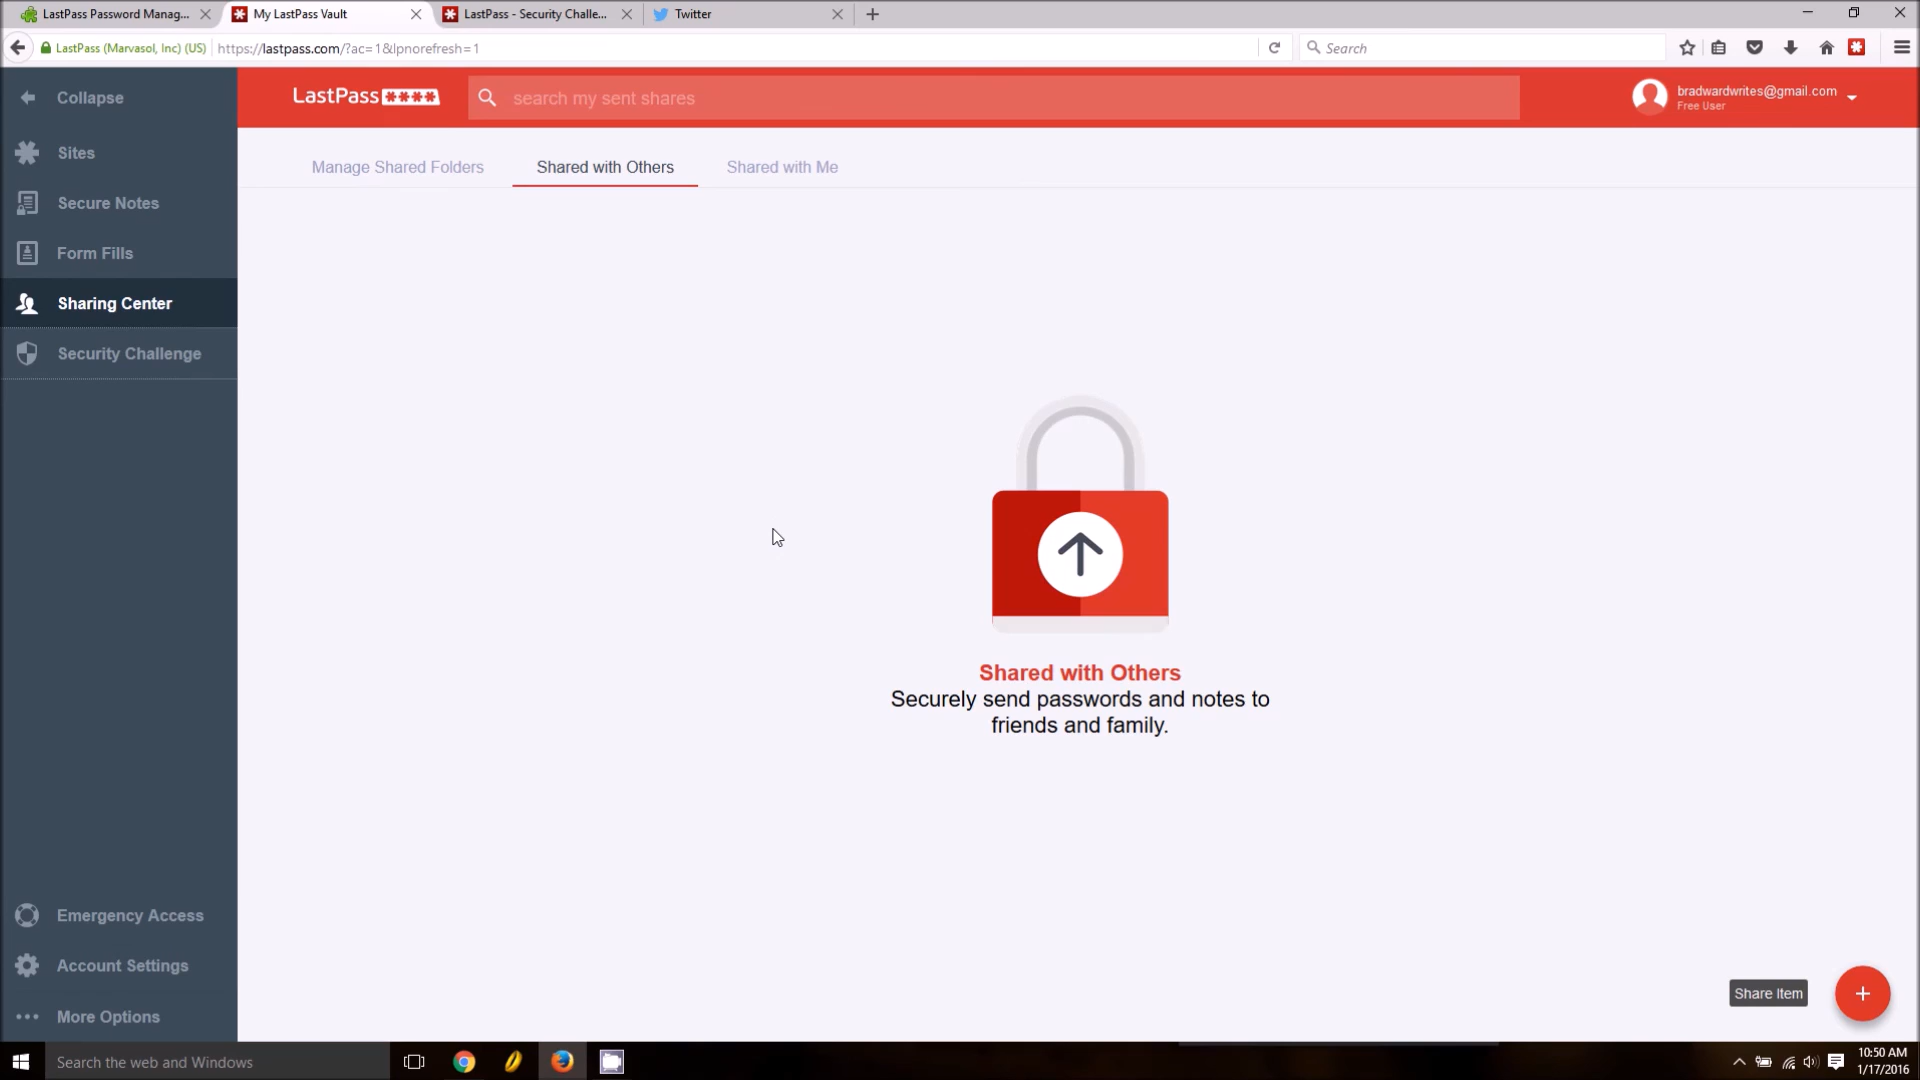 LastPass Password Manag...
My LastPass Vault
LastPass - Security Challe...
Twitter
LastPass (Marvasol, Inc) (US)
https://lastpass.com/?ac=1&lpnorefresh=1
Search
Collapse
LastPass ****
search my sent shares
bradwardwrites@gmail.com
Free User
Sites
Secure Notes
Form Fills
Sharing Center
Security Challenge
Manage Shared Folders
Shared with Others
Shared with Me
Shared with Others
Securely send passwords and notes to
friends and family.
Emergency Access
Account Settings
More Options
Share Item
Search the web and Windows
10:50 AM
1/17/2016